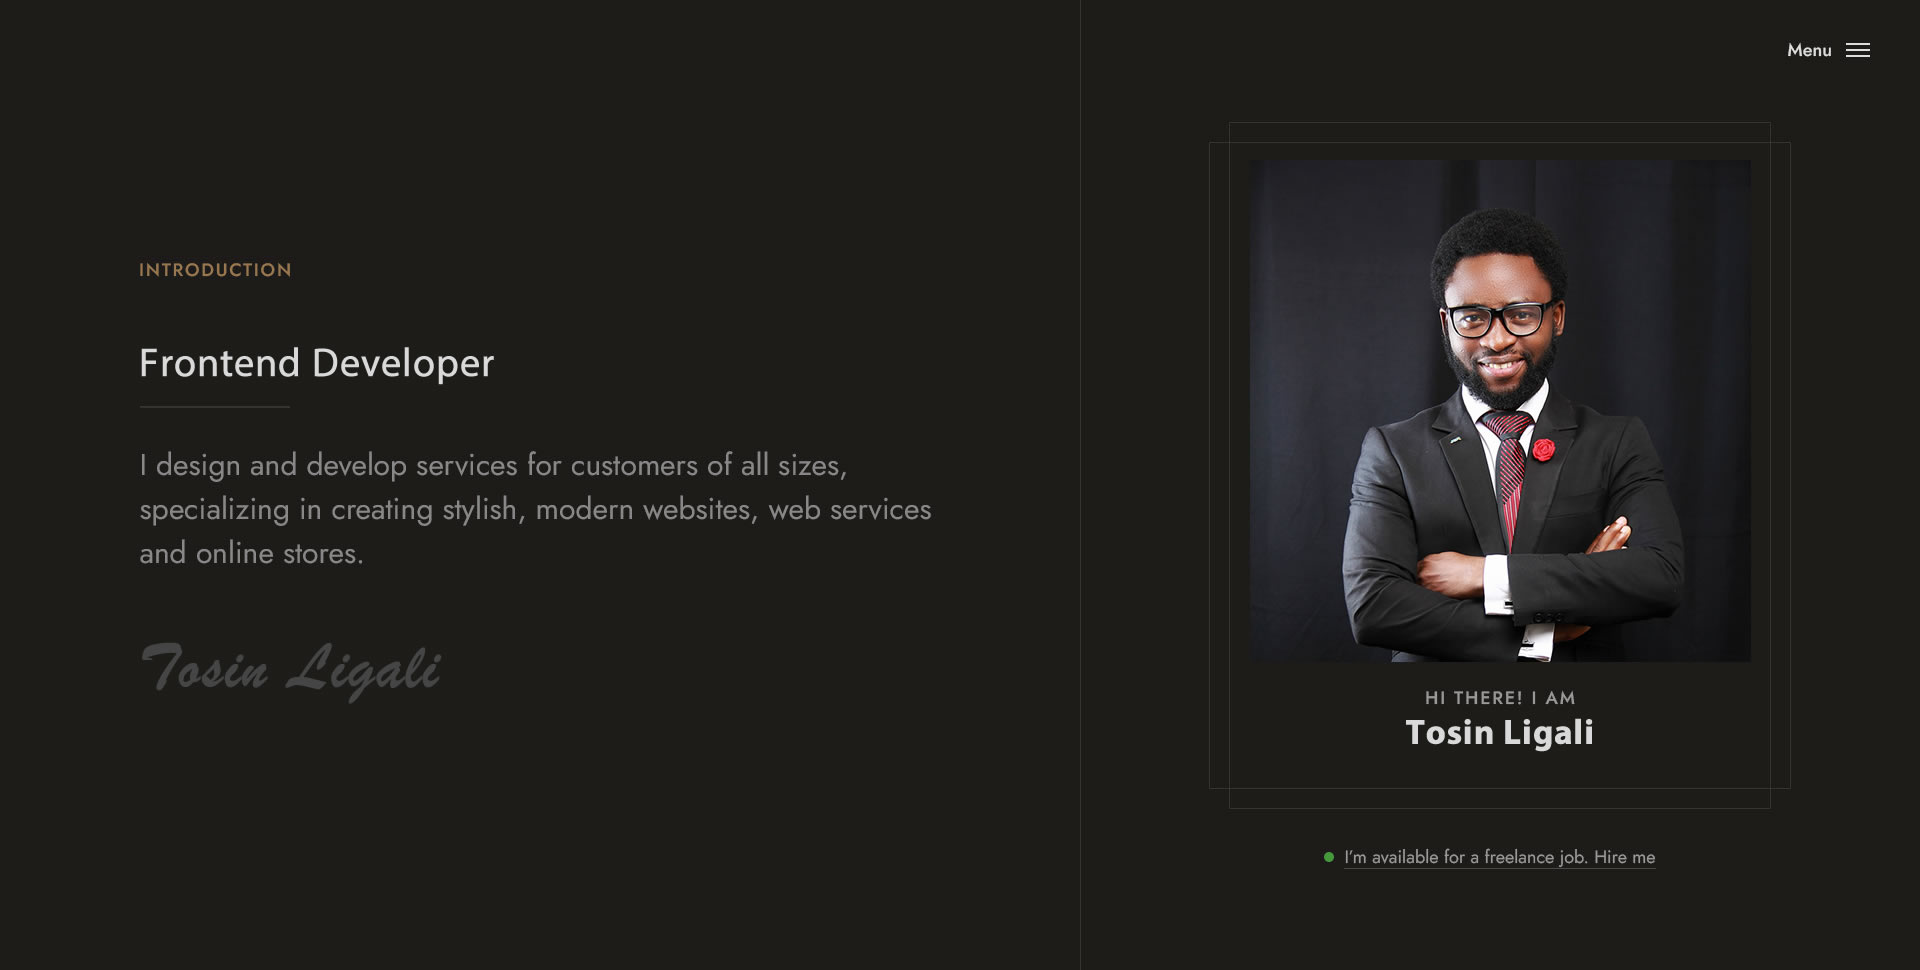 Menu
INTRODUCTION
Frontend Developer
I design and develop services for customers of all sizes,
specializing in creating stylish, modern websites, web services
and online stores.
Tosin Ligali
HI THERE! I AM
Tosin Ligali
I'm available for a freelance job. Hire me